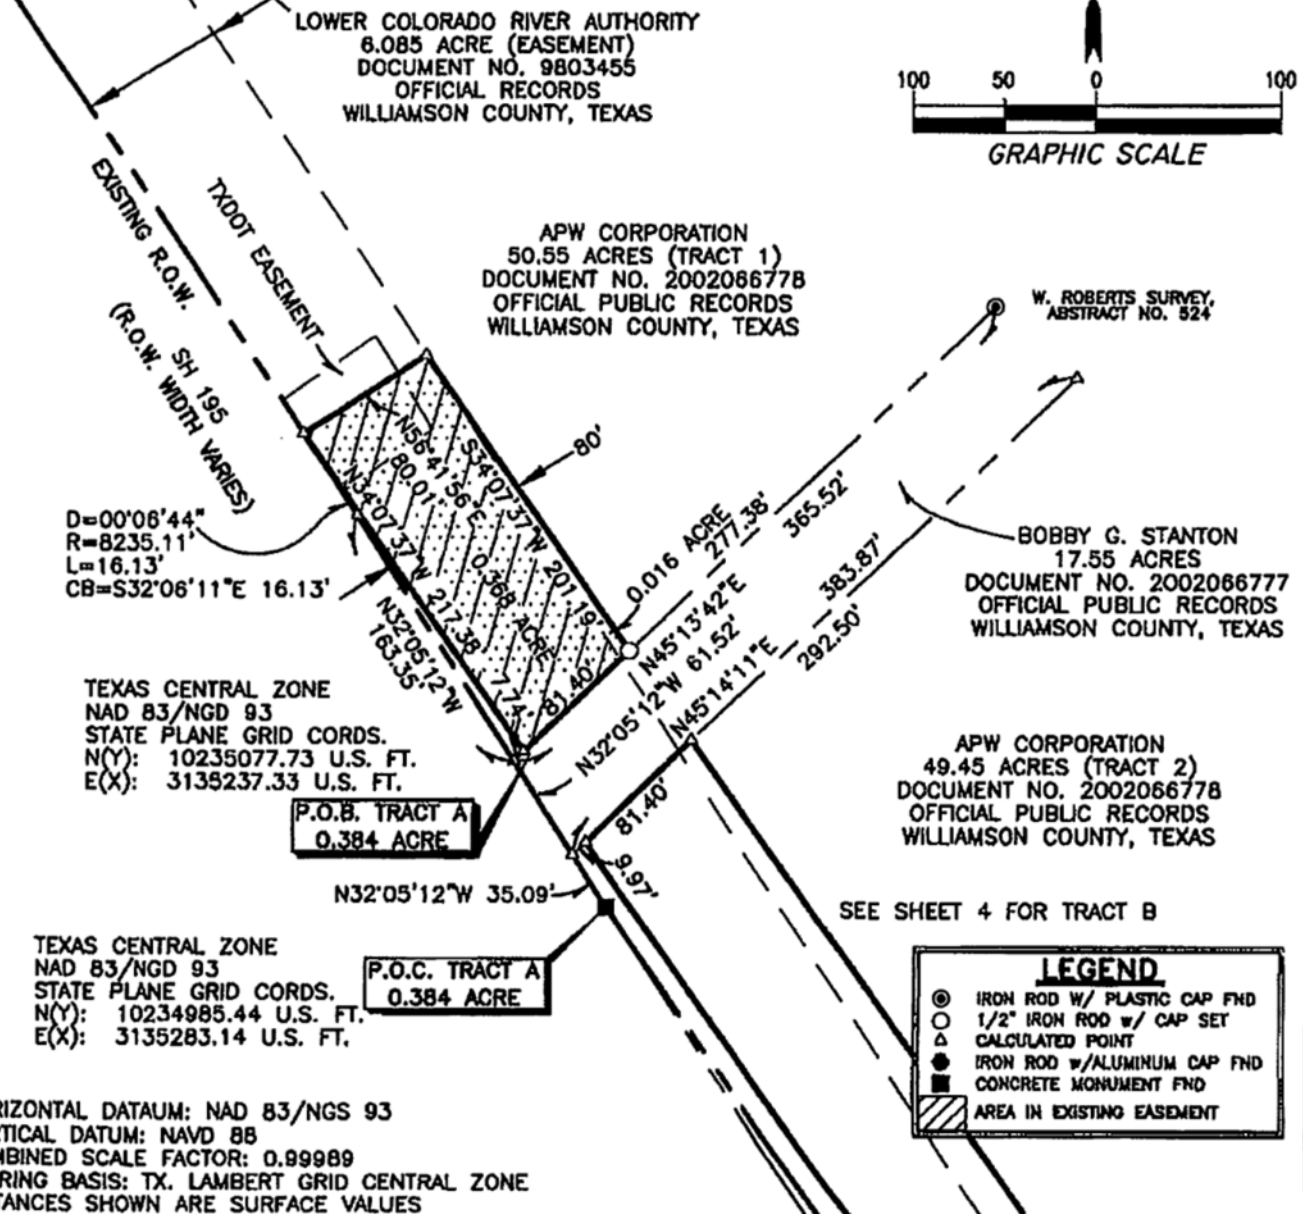 LOWER COLORADO RIVER AUTHORITY
6.085 ACRE (EASEMENT)
DOCUMENT NO. 9803455
OFFICIAL RECORDS
WILLIAMSON COUNTY, TEXAS
100 50 0 100
GRAPHIC SCALE
EXISTING R.O.W.
SH 195
(R.O.W. WIDTH VARIES)
TXDOT EASEMENT
APW CORPORATION
50.55 ACRES (TRACT 1)
DOCUMENT NO. 2002066778
OFFICIAL PUBLIC RECORDS
WILLIAMSON COUNTY, TEXAS
W. ROBERTS SURVEY,
ABSTRACT NO. 524
80'
N56°41'56"E
80.01'
S34°07'37"W 201.19'
N34°07'37"W 217.38
0.368 ACRE
D=00°06'44"
R=8235.11'
L=16.13'
CB=S32°06'11"E 16.13'
N32°05'12"W
163.35'
7.74'
81.40'
0.016 ACRE
277.38'
365.52'
N45°13'42"E
N32°05'12"W 61.52'
N45°14'11"E
383.87'
292.50'
BOBBY G. STANTON
17.55 ACRES
DOCUMENT NO. 2002066777
OFFICIAL PUBLIC RECORDS
WILLIAMSON COUNTY, TEXAS
TEXAS CENTRAL ZONE
NAD 83/NGD 93
STATE PLANE GRID CORDS.
N(Y): 10235077.73 U.S. FT.
E(X): 3135237.33 U.S. FT.
P.O.B. TRACT A
0.384 ACRE
81.40'
9.97'
N32°05'12"W 35.09'
APW CORPORATION
49.45 ACRES (TRACT 2)
DOCUMENT NO. 2002066778
OFFICIAL PUBLIC RECORDS
WILLIAMSON COUNTY, TEXAS
SEE SHEET 4 FOR TRACT B
TEXAS CENTRAL ZONE
NAD 83/NGD 93
STATE PLANE GRID CORDS.
N(Y): 10234985.44 U.S. FT.
E(X): 3135283.14 U.S. FT.
P.O.C. TRACT A
0.384 ACRE
LEGEND
IRON ROD W/ PLASTIC CAP FND
1/2" IRON ROD w/ CAP SET
CALCULATED POINT
IRON ROD w/ALUMINUM CAP FND
CONCRETE MONUMENT FND
AREA IN EXISTING EASEMENT
RIZONTAL DATAUM: NAD 83/NGS 93
TICAL DATUM: NAVD 88
MBINED SCALE FACTOR: 0.99989
RING BASIS: TX. LAMBERT GRID CENTRAL ZONE
TANCES SHOWN ARE SURFACE VALUES